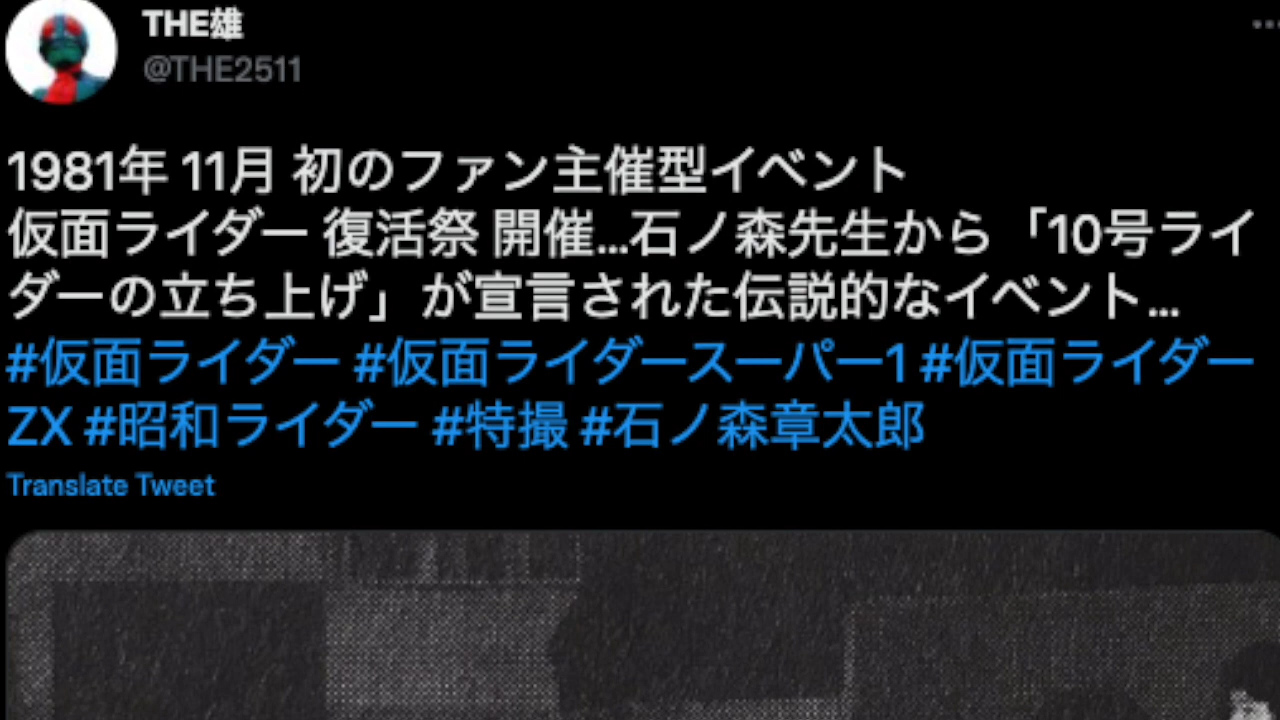 THE雄
@THE2511
1981年 11月 初のファン主催型イベント
仮面ライダー 復活祭 開催...石ノ森先生から「10号ライ
ダーの立ち上げ」が宣言された伝説的なイベント...
#仮面ライダー #仮面ライダースーパー1 #仮面ライダー
ZX #昭和ライダー #特撮 #石ノ森章太郎
Translate Tweet